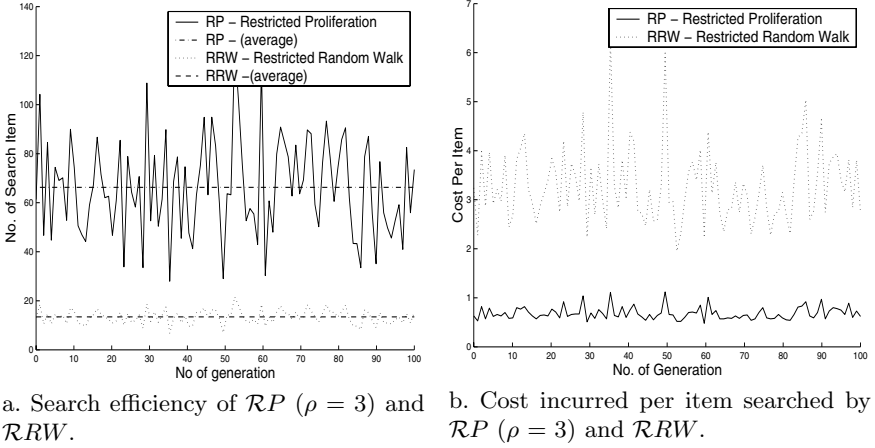 140
120
100
80
60
40
20
0
No. of Search Item
RP – Restricted Proliferation
RP – (average)
RRW – Restricted Random Walk
RRW –(average)
0 10 20 30 40 50 60 70 80 90 100
No of generation
7
6
5
4
3
2
1
0
Cost Per Item
RP – Restricted Proliferation
RRW – Restricted Random Walk
0 10 20 30 40 50 60 70 80 90 100
No. of Generation
a. Search efficiency of RP (ρ = 3) and
RRW.
b. Cost incurred per item searched by
RP (ρ = 3) and RRW.